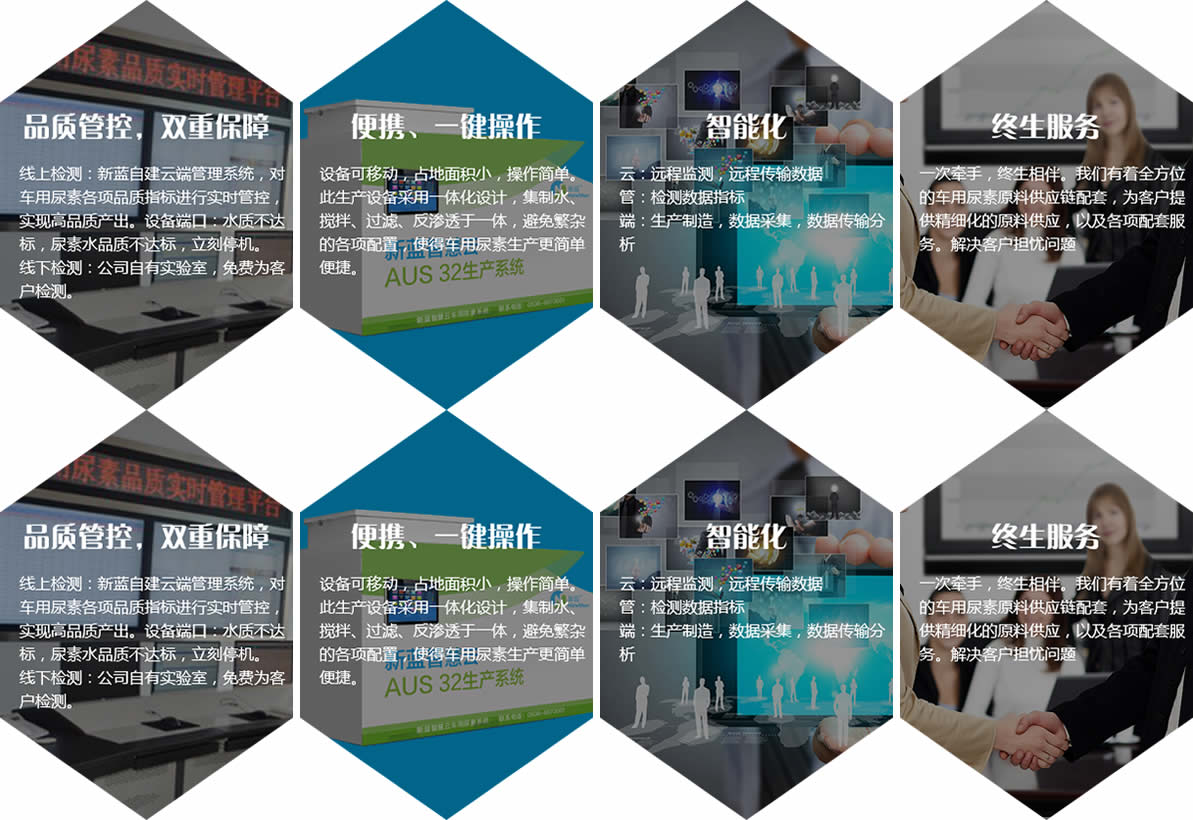 尿素品质实时管理平台
品质管控，双重保障
线上检测：新蓝自建云端管理系统，对
车用尿素各项品质指标进行实时管控，
实现高品质产出。设备端口：水质不达
标，尿素水品质不达标，立刻停机。
线下检测：公司自有实验室，免费为客
户检测。
便携、一键操作
设备可移动，占地面积小，操作简单。
此生产设备采用一体化设计，集制水、
搅拌、过滤、反渗透于一体，避免繁杂
的各项配置，使得车用尿素生产更简单
便捷。
新蓝智慧云
AUS 32生产系统
智能化
云：远程监测，远程传输数据
管：检测数据指标
端：生产制造，数据采集，数据传输分
析
终生服务
一次牵手，终生相伴。我们有着全方位
的车用尿素原料供应链配套，为客户提
供精细化的原料供应，以及各项配套服
务。解决客户担忧问题
尿素品质实时管理平台
品质管控，双重保障
线上检测：新蓝自建云端管理系统，对
车用尿素各项品质指标进行实时管控，
实现高品质产出。设备端口：水质不达
标，尿素水品质不达标，立刻停机。
线下检测：公司自有实验室，免费为客
户检测。
便携、一键操作
设备可移动，占地面积小，操作简单。
此生产设备采用一体化设计，集制水、
搅拌、过滤、反渗透于一体，避免繁杂
的各项配置，使得车用尿素生产更简单
便捷。
新蓝智慧云
AUS 32生产系统
智能化
云：远程监测，远程传输数据
管：检测数据指标
端：生产制造，数据采集，数据传输分
析
终生服务
一次牵手，终生相伴。我们有着全方位
的车用尿素原料供应链配套，为客户提
供精细化的原料供应，以及各项配套服
务。解决客户担忧问题